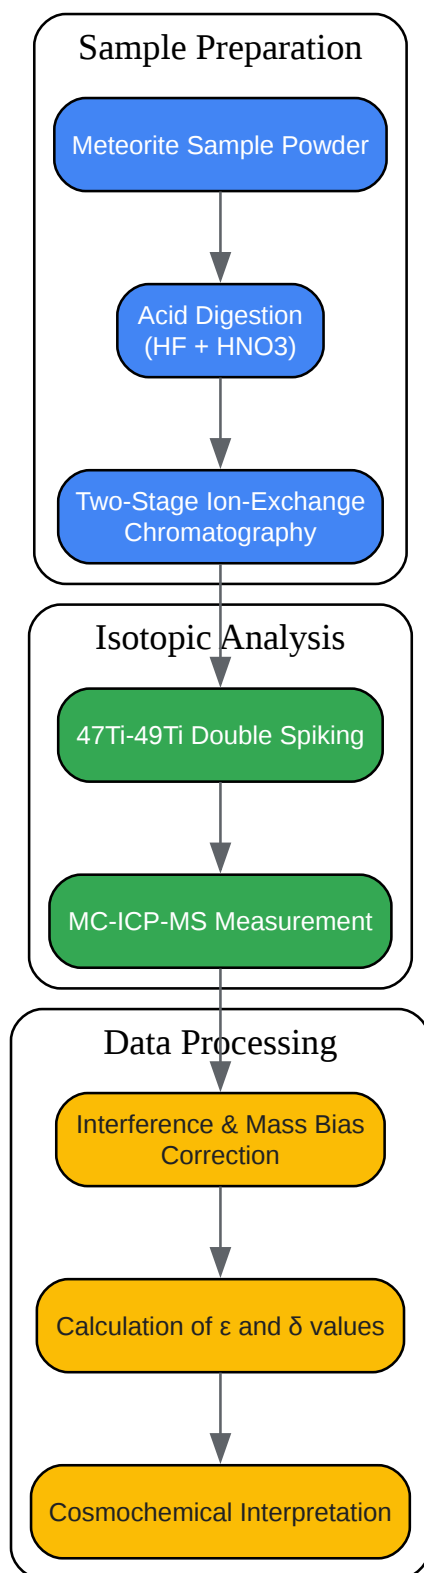 Sample Preparation
Meteorite Sample Powder
Acid Digestion
(HF + HNO3)
Two-Stage Ion-Exchange
Chromatography
Isotopic Analysis
47Ti-49Ti Double Spiking
MC-ICP-MS Measurement
Data Processing
Interference & Mass Bias
Correction
Calculation of ε and δ values
Cosmochemical Interpretation